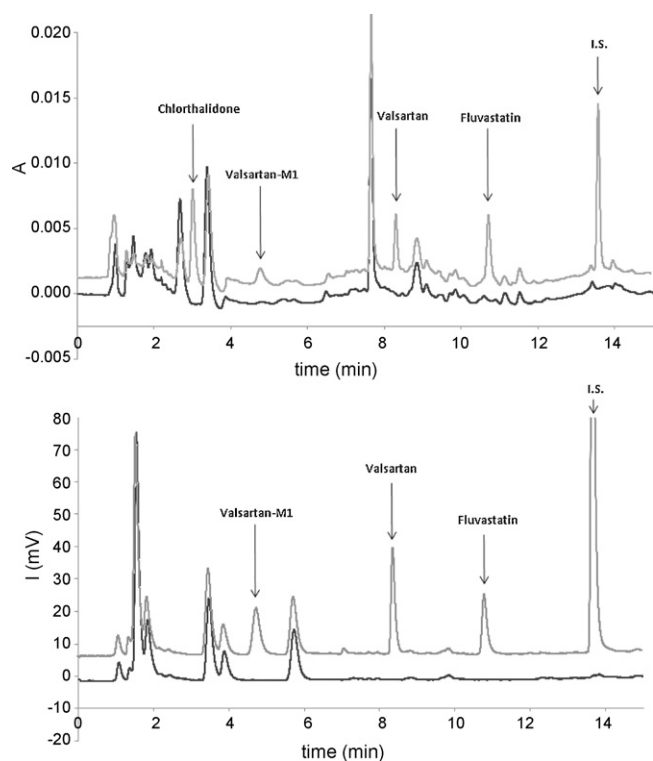 0.020
I.S.
0.015
Chlorthalidone
Valsartan
Fluvastatin
A
0.010
Valsartan-M1
0.005
0.000
0 2 4 6 8 10 12 14
-0.005
time (min)
I.S.
80
70
Valsartan
60
50
Valsartan-M1
Fluvastatin
I (mV)
40
30
20
10
0
-10
-20
0 2 4 6 8 10 12 14
time (min)